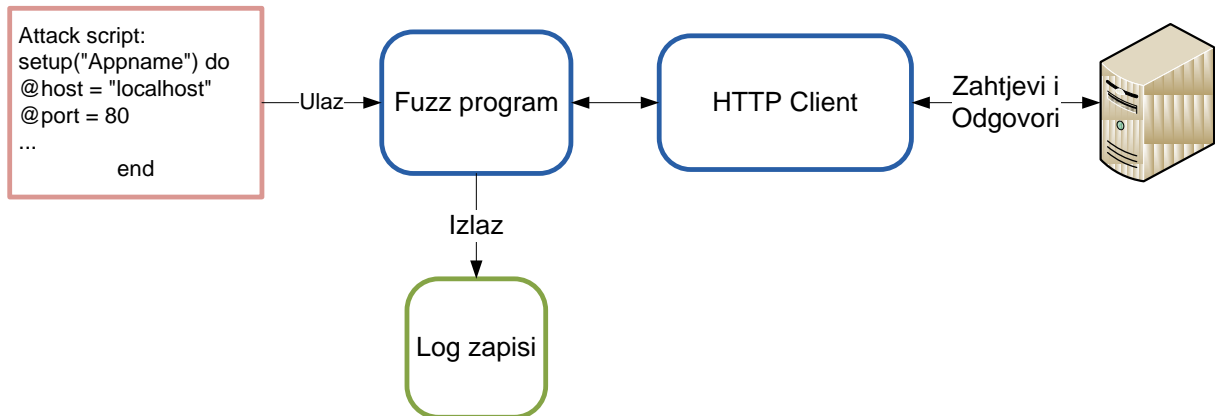 Attack script:
setup("Appname") do
@host = "localhost"
@port = 80
...
end
Ulaz
Fuzz program
HTTP Client
Zahtjevi i
Odgovori
Izlaz
Log zapisi